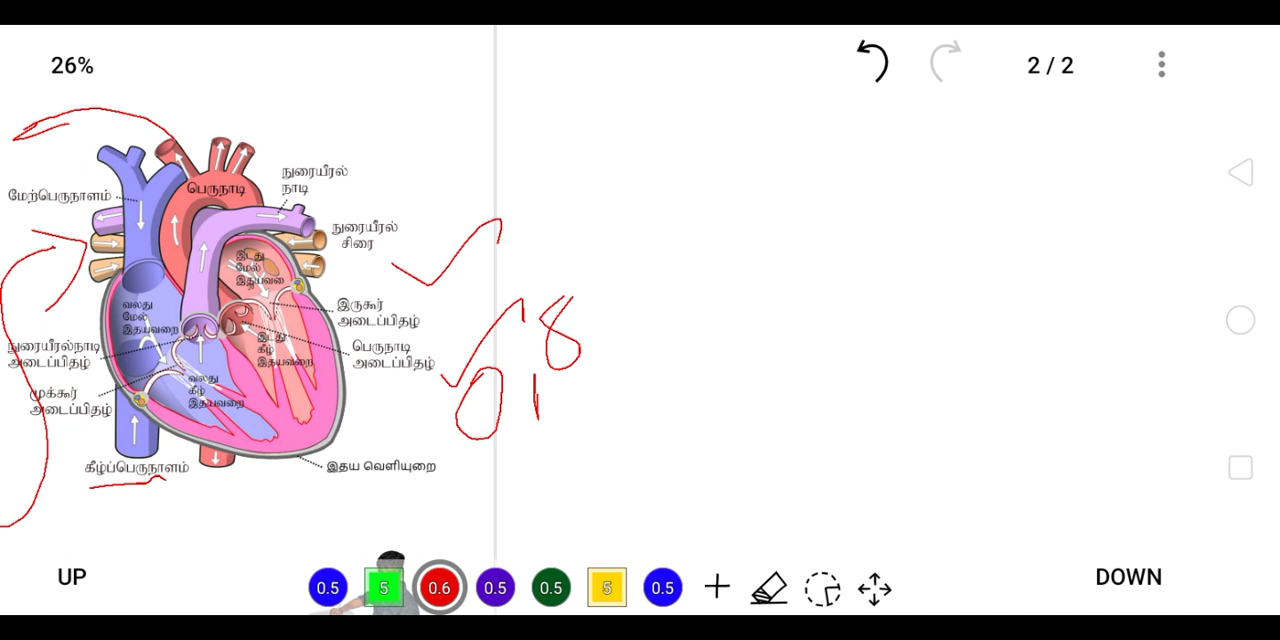 26%
2 / 2
நுரையீரல்
நாடி
பெருநாடி
மேற்பெருநாளம்
நுரையீரல்
சிரை
இடது
மேல்
இதயவறை
வலது
மேல்
இதயவறை
இருகூர்
அடைப்பிதழ்
நுரையீரல்நாடி
அடைப்பிதழ்
இடது
கீழ்
இதயவறை
பெருநாடி
அடைப்பிதழ்
வலது
கீழ்
இதயவறை
மூக்கூர்
அடைப்பிதழ்
கீழ்ப்பெருநாளம்
இதய வெளியுறை
8
01
UP
0.5
5
0.6
0.5
0.5
5
0.5
DOWN